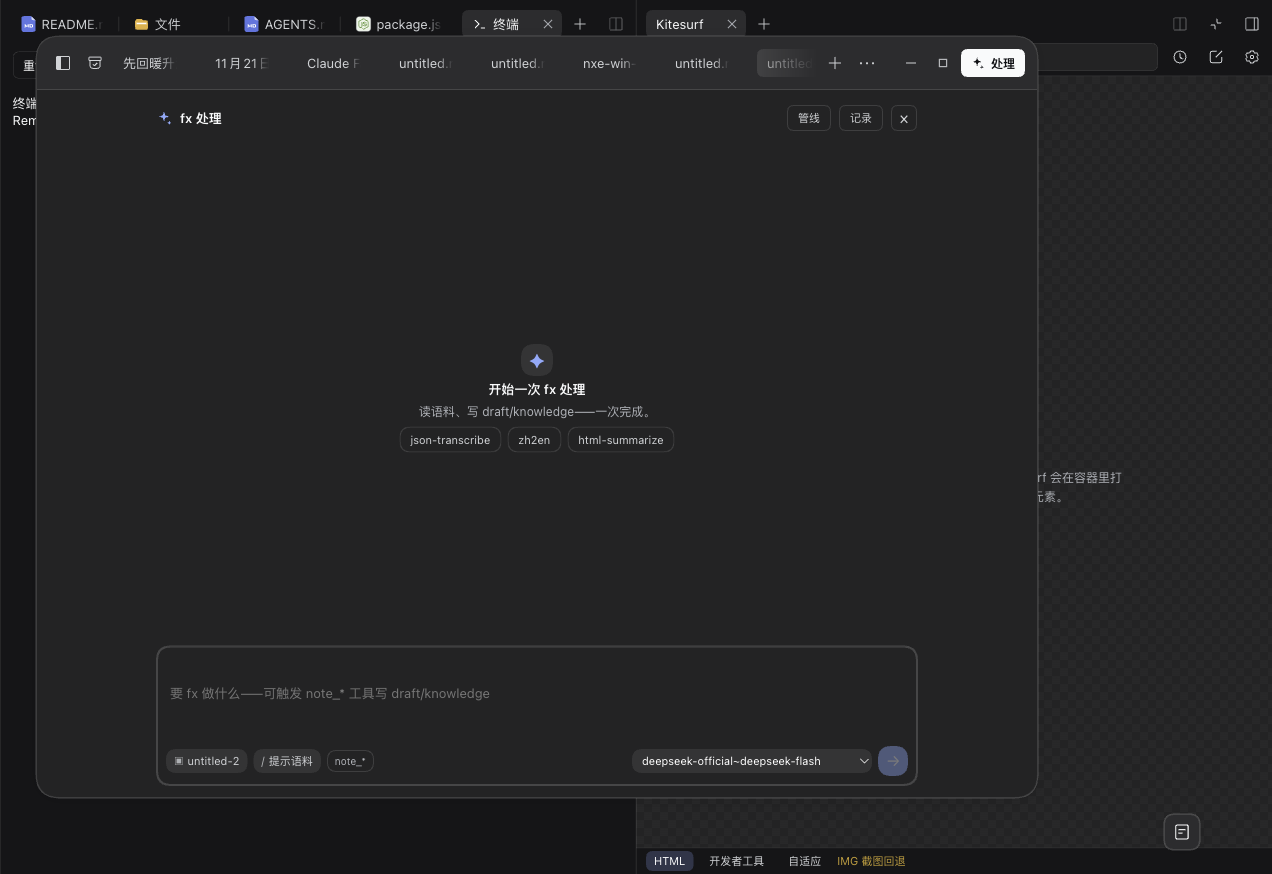 README.
文件
AGENTS.
package.js
终端
Kitesurf
重
先回暖升
11月21日
Claude F
untitled.
untitled.
nxe-win-
untitled.
untitled
处理
终端
Rem
fx 处理
管线
记录
开始一次 fx 处理
读语料、写 draft/knowledge——一次完成。
json-transcribe
zh2en
html-summarize
rf 会在容器里打
元素。
要 fx 做什么——可触发 note_* 工具写 draft/knowledge
untitled-2
/ 提示语料
note_*
deepseek-official~deepseek-flash
HTML
开发者工具
自适应
IMG 截图回退